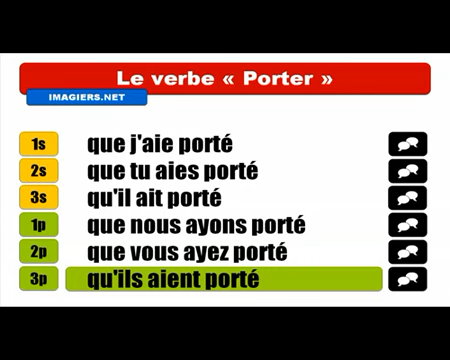 Le verbe « Porter »
IMAGIERS.NET
1s que j'aie porté
2s que tu aies porté
3s qu'il ait porté
1p que nous ayons porté
2p que vous ayez porté
3p qu'ils aient porté